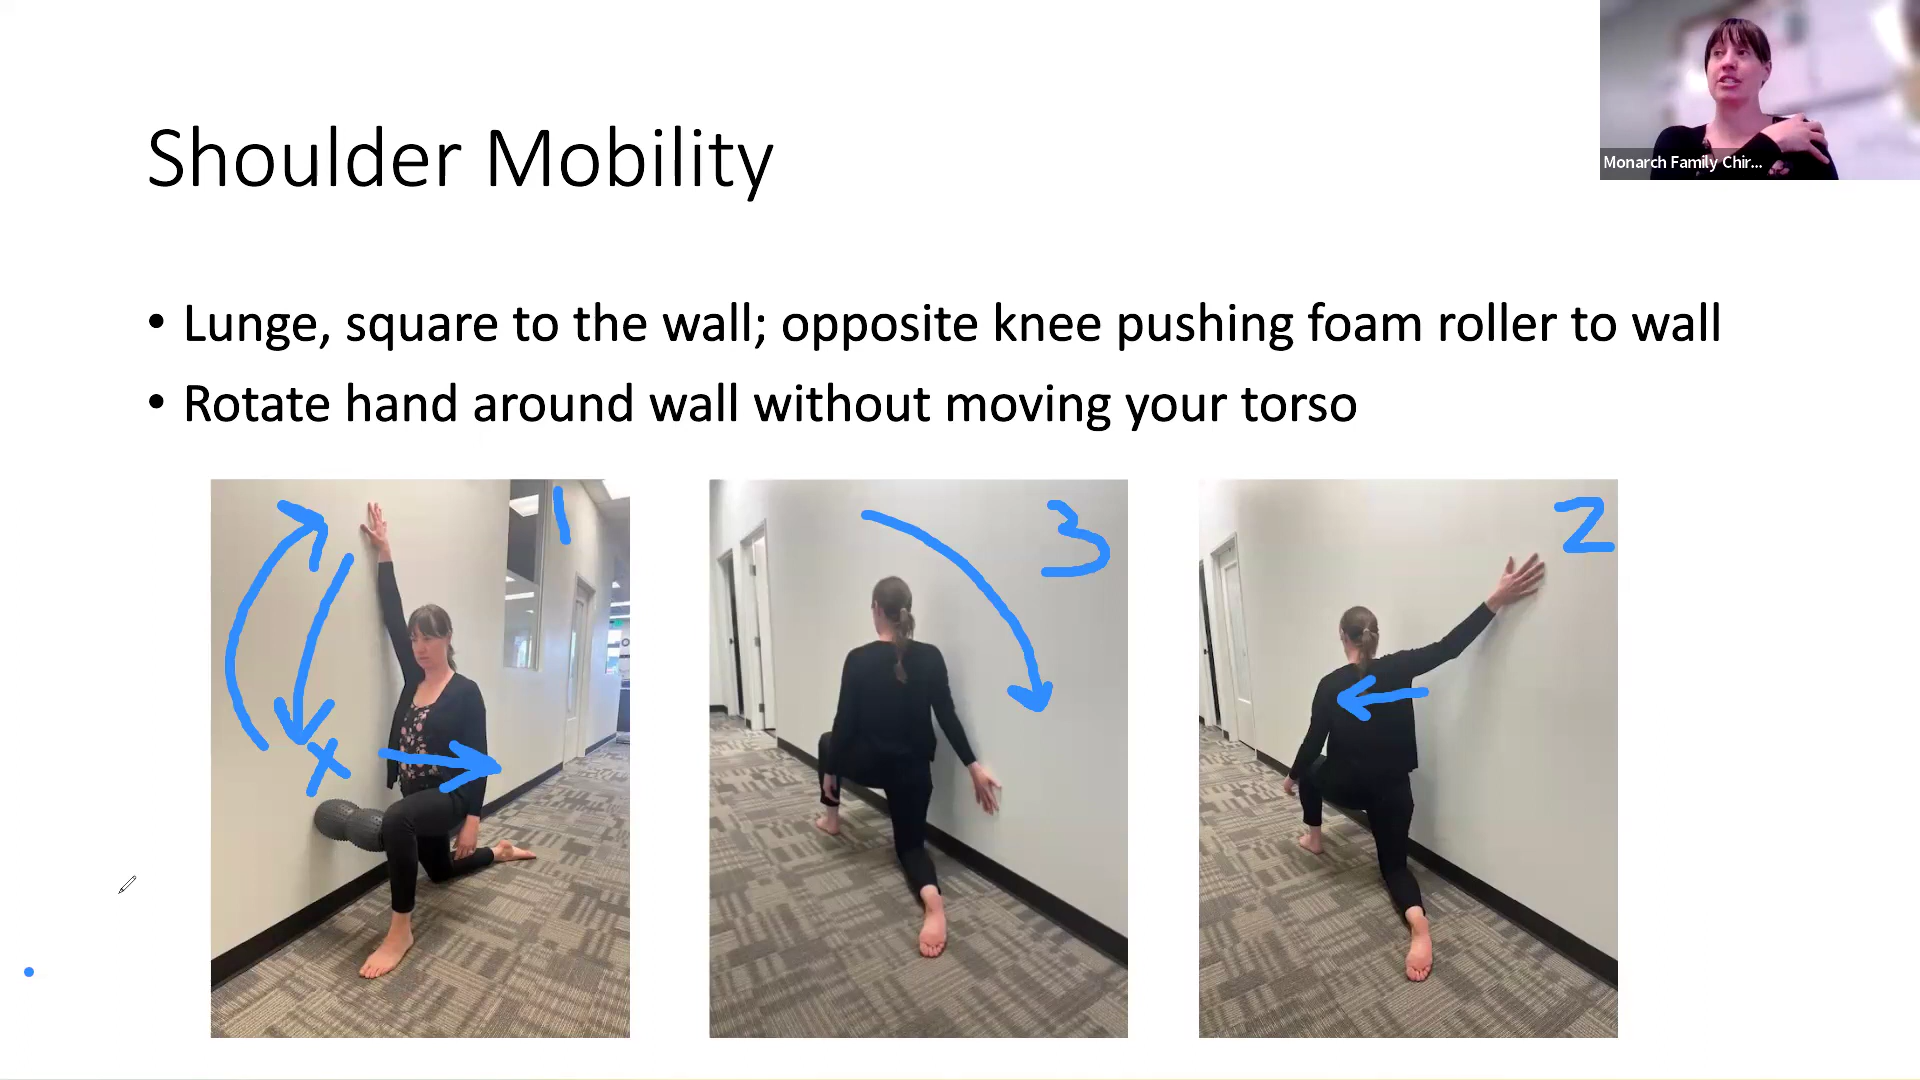 Monarch Family Chir...
Shoulder Mobility
• Lunge, square to the wall; opposite knee pushing foam roller to wall
• Rotate hand around wall without moving your torso
1
3
2
x